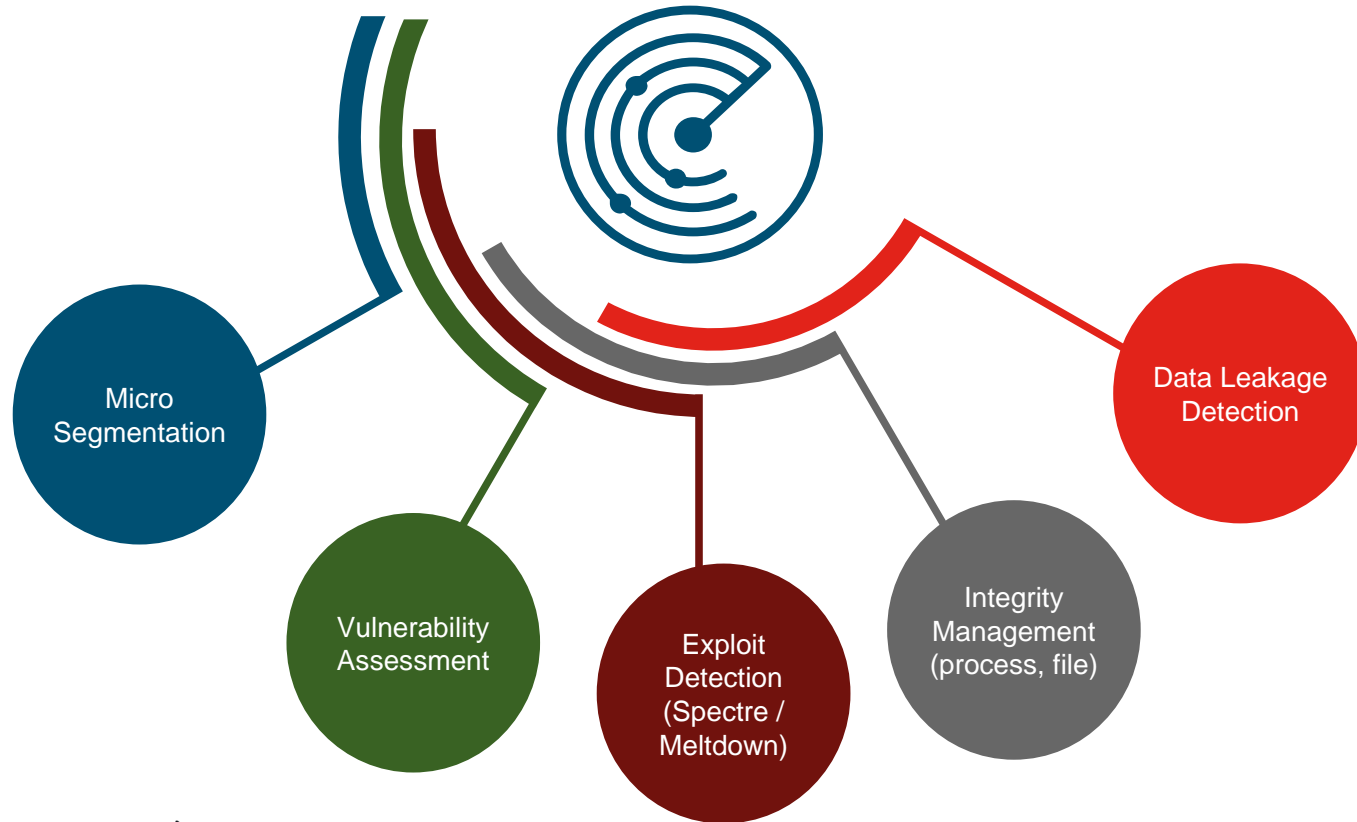 Micro
Segmentation
Vulnerability
Assessment
Exploit
Detection
(Spectre /
Meltdown)
Integrity
Management
(process, file)
Data Leakage
Detection